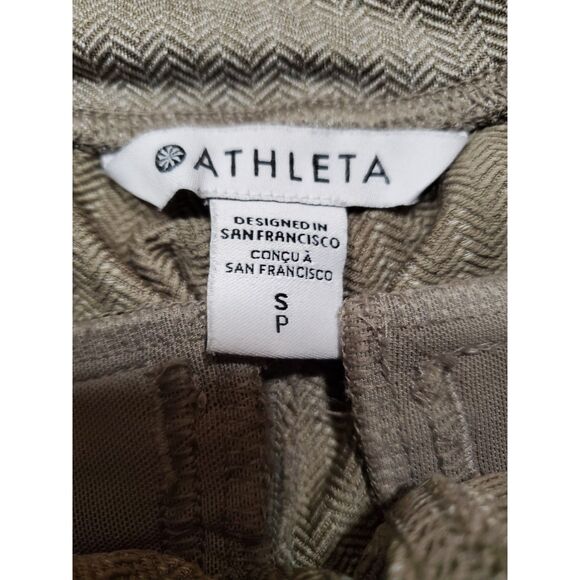 ATHLETA
DESIGNED IN
SAN FRANCISCO
CONÇU À
SAN FRANCISCO
S
P